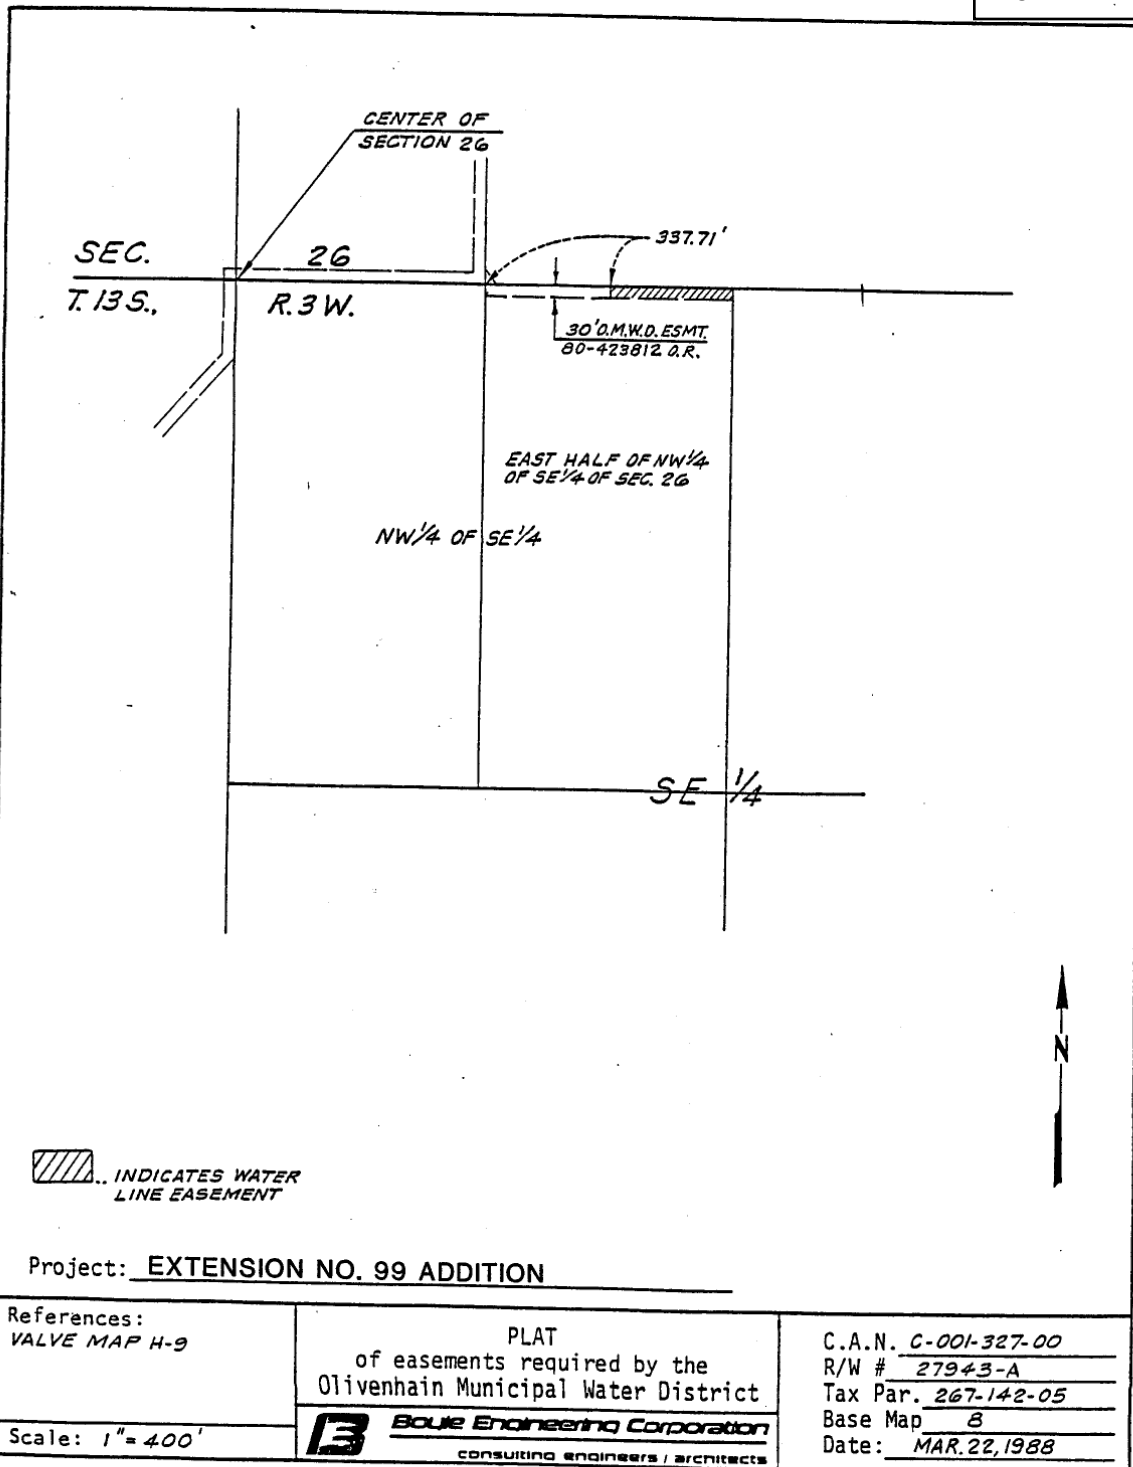 CENTER OF
SECTION 26
337.71'
SEC.
26
T. 13 S.,
R. 3 W.
30' O.M.W.D. ESMT.
80-423812 O.R.
EAST HALF OF NW 1/4
OF SE 1/4 OF SEC. 26
NW 1/4 OF SE 1/4
SE 1/4
N
.. INDICATES WATER
LINE EASEMENT
Project: EXTENSION NO. 99 ADDITION
References:
VALVE MAP H-9
Scale: 1"= 400'
PLAT
of easements required by the
Olivenhain Municipal Water District
B
Boyle Engineering Corporation
consulting engineers / architects
C.A.N. C-001-327-00
R/W # 27943-A
Tax Par. 267-142-05
Base Map 8
Date: MAR. 22, 1988